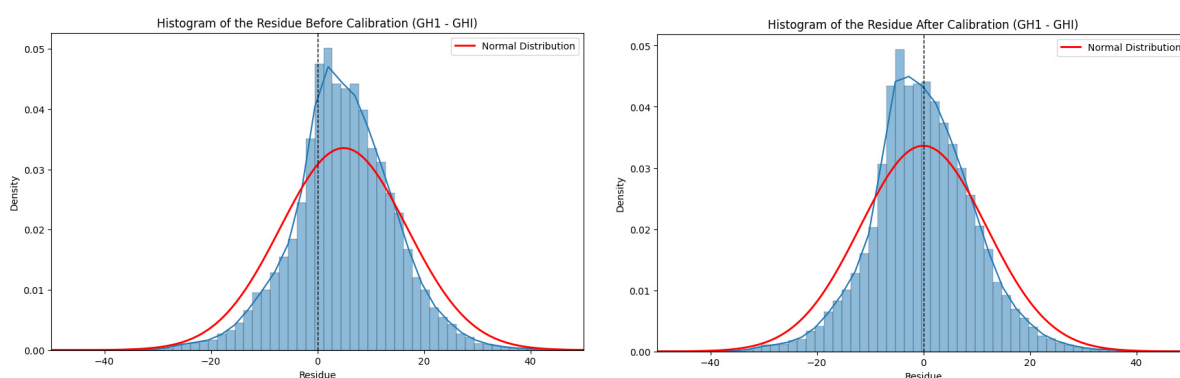 Histogram of the Residue Before Calibration (GH1 - GHI)
Normal Distribution
0.05
0.04
0.03
0.02
0.01
0.00
Density
−40
−20
0
20
40
Residue
Histogram of the Residue After Calibration (GH1 - GHI)
Normal Distribution
0.05
0.04
0.03
0.02
0.01
0.00
Density
−40
−20
0
20
40
Residue